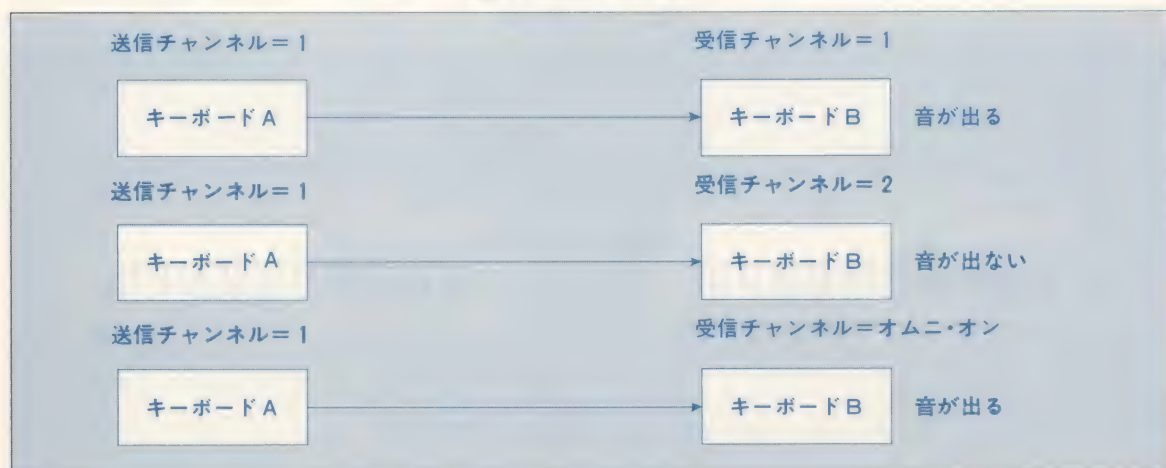 送信チャンネル＝1 受信チャンネル＝1
キーボードA キーボードB 音が出る
送信チャンネル＝1 受信チャンネル＝2
キーボードA キーボードB 音が出ない
送信チャンネル＝1 受信チャンネル＝オムニ・オン
キーボードA キーボードB 音が出る